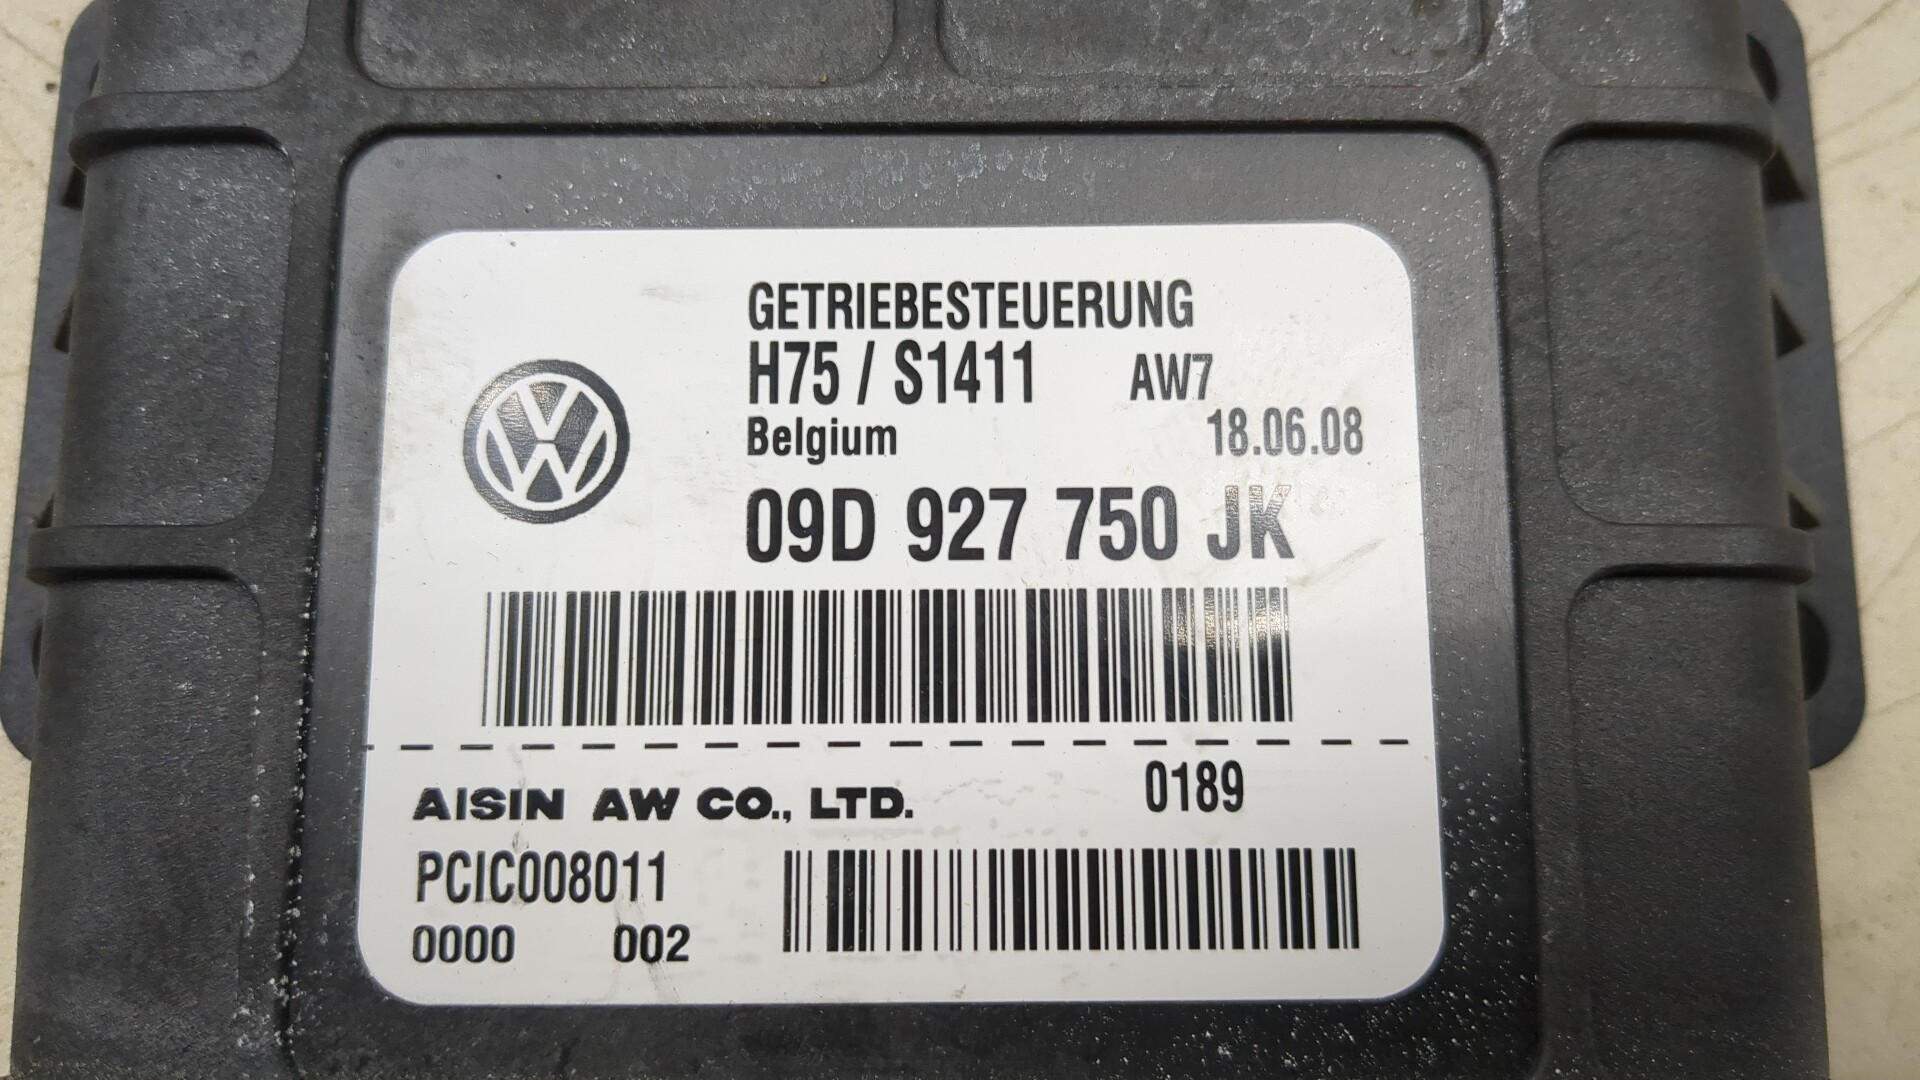 GETRIEBESTEUERUNG
H75 / S1411 AW7
Belgium 18.06.08
09D 927 750 JK
AISIN AW CO., LTD. 0189
PCIC008011
0000 002